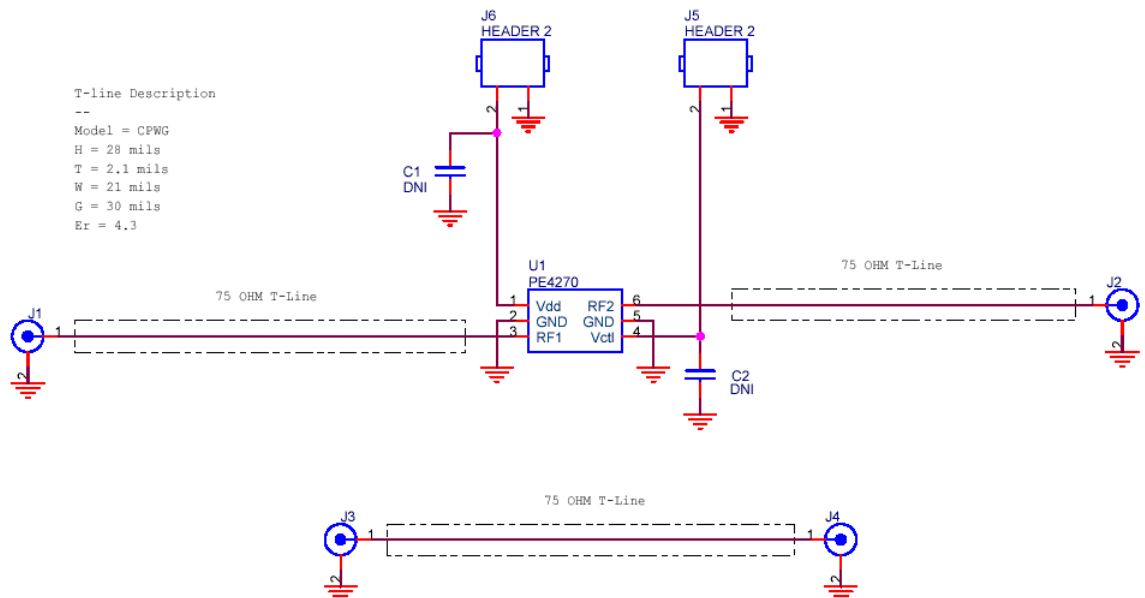 J6
HEADER 2
J5
HEADER 2
2
1
2
1
T-line Description
--
Model = CPWG
H = 28 mils
T = 2.1 mils
W = 21 mils
G = 30 mils
Er = 4.3
C1
DNI
U1
PE4270
75 OHM T-Line
75 OHM T-Line
1
Vdd
RF2
6
2
GND
GND
5
3
RF1
Vctl
4
J1
1
2
J2
1
2
C2
DNI
75 OHM T-Line
J3
1
2
J4
1
2